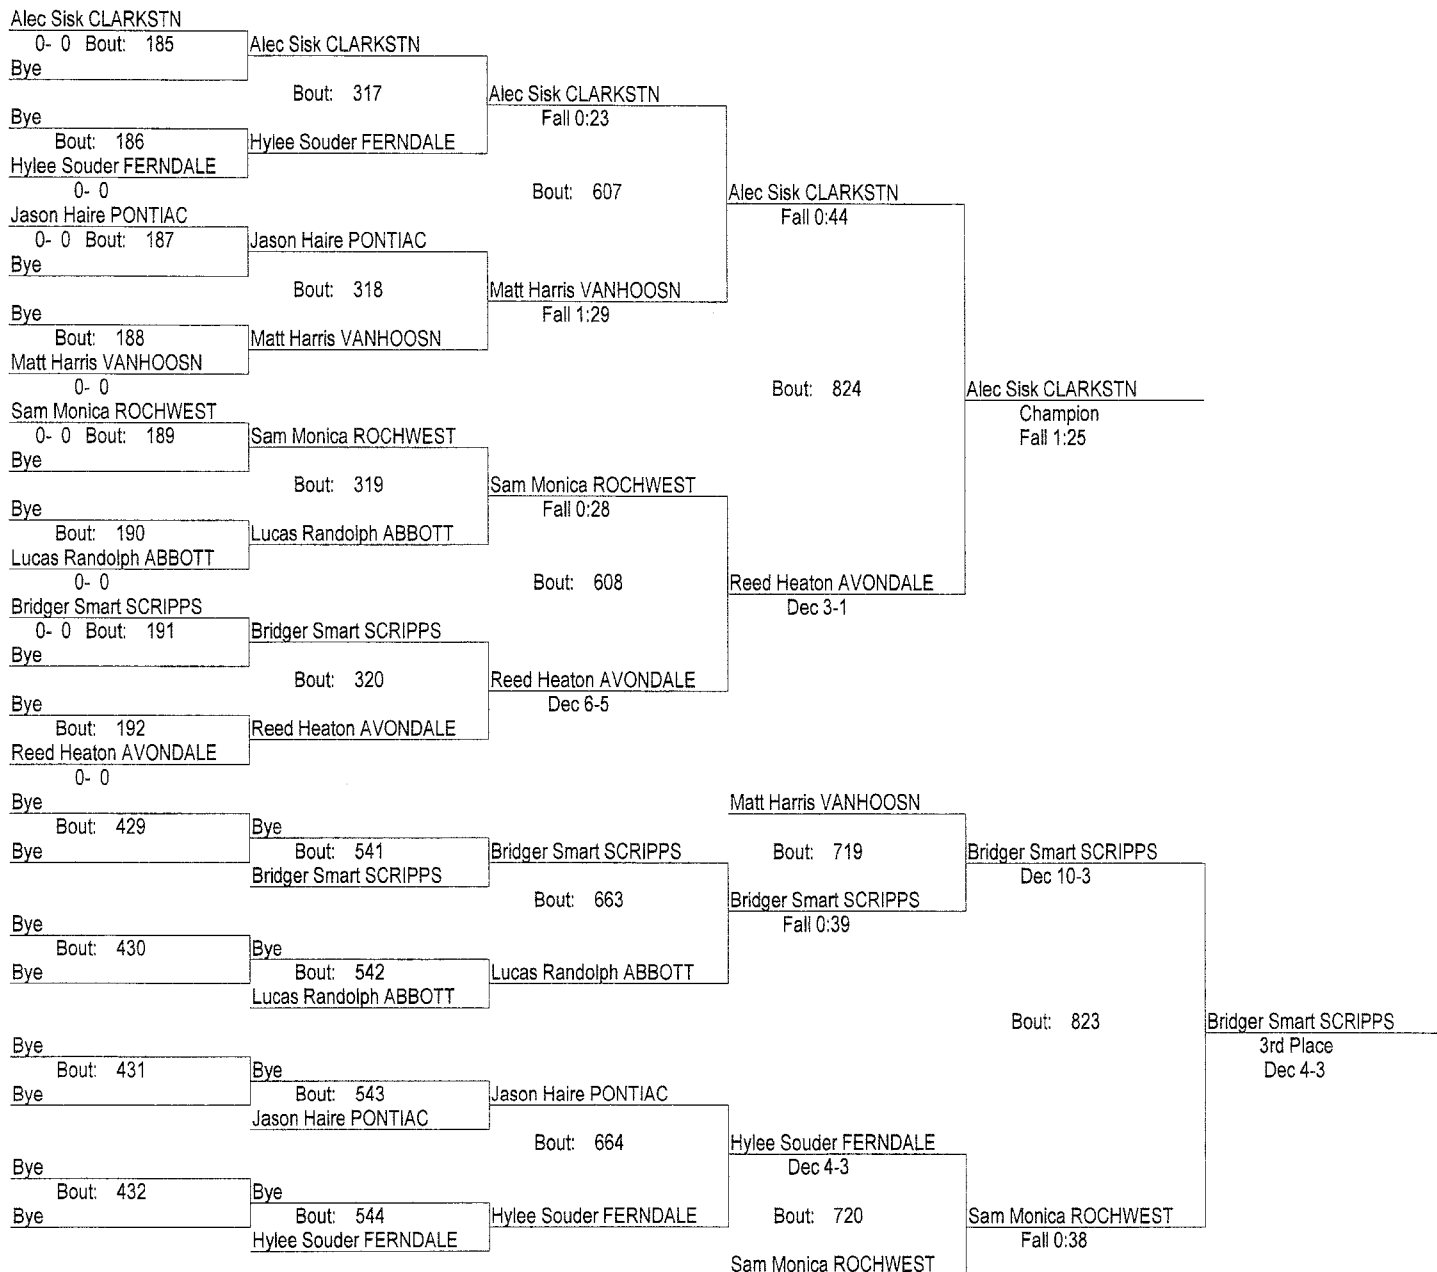 Alec Sisk CLARKSTN
0- 0 Bout: 185
Bye
Bye
Bout: 186
Hylee Souder FERNDALE
0- 0
Jason Haire PONTIAC
0- 0 Bout: 187
Bye
Bye
Bout: 188
Matt Harris VANHOOSN
0- 0
Sam Monica ROCHWEST
0- 0 Bout: 189
Bye
Bye
Bout: 190
Lucas Randolph ABBOTT
0- 0
Bridger Smart SCRIPPS
0- 0 Bout: 191
Bye
Bye
Bout: 192
Reed Heaton AVONDALE
0- 0
Alec Sisk CLARKSTN
Bout: 317
Hylee Souder FERNDALE
Jason Haire PONTIAC
Bout: 318
Matt Harris VANHOOSN
Sam Monica ROCHWEST
Bout: 319
Lucas Randolph ABBOTT
Bridger Smart SCRIPPS
Bout: 320
Reed Heaton AVONDALE
Alec Sisk CLARKSTN
Fall 0:23
Bout: 607
Matt Harris VANHOOSN
Fall 1:29
Sam Monica ROCHWEST
Fall 0:28
Bout: 608
Reed Heaton AVONDALE
Dec 6-5
Alec Sisk CLARKSTN
Fall 0:44
Bout: 824
Reed Heaton AVONDALE
Dec 3-1
Alec Sisk CLARKSTN
Champion
Fall 1:25
Bye
Bout: 429
Bye
Bye
Bout: 430
Bye
Bye
Bout: 431
Bye
Bye
Bout: 432
Bye
Bye
Bout: 541
Bridger Smart SCRIPPS
Bye
Bout: 542
Lucas Randolph ABBOTT
Bye
Bout: 543
Jason Haire PONTIAC
Bye
Bout: 544
Hylee Souder FERNDALE
Bridger Smart SCRIPPS
Bout: 663
Lucas Randolph ABBOTT
Jason Haire PONTIAC
Bout: 664
Hylee Souder FERNDALE
Matt Harris VANHOOSN
Bout: 719
Bridger Smart SCRIPPS
Fall 0:39
Hylee Souder FERNDALE
Dec 4-3
Bout: 720
Sam Monica ROCHWEST
Bridger Smart SCRIPPS
Dec 10-3
Bout: 823
Sam Monica ROCHWEST
Fall 0:38
Bridger Smart SCRIPPS
3rd Place
Dec 4-3